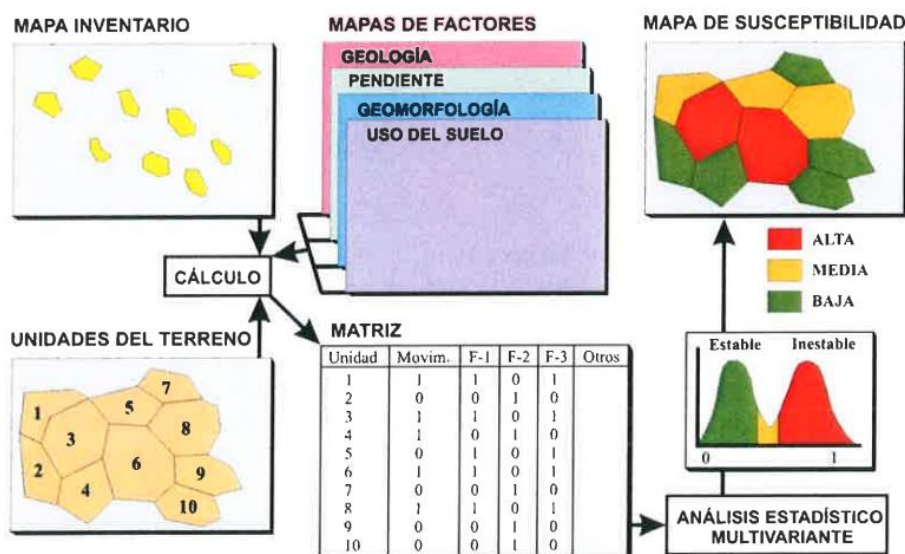 MAPA INVENTARIO
MAPAS DE FACTORES
GEOLOGÍA
PENDIENTE
GEOMORFOLOGÍA
USO DEL SUELO
MAPA DE SUSCEPTIBILIDAD
ALTA
MEDIA
BAJA
CÁLCULO
UNIDADES DEL TERRENO
1
2
3
4
5
6
7
8
9
10
MATRIZ
Unidad Movim. F-1 F-2 F-3 Otros
1 1 1 0 1
2 0 0 1 0
3 1 1 0 1
4 1 0 1 0
5 0 1 0 1
6 1 1 0 1
7 0 0 1 0
8 1 1 0 1
9 0 0 1 0
10 0 0 1 0
Estable Inestable
0 1
ANÁLISIS ESTADÍSTICO
MULTIVARIANTE